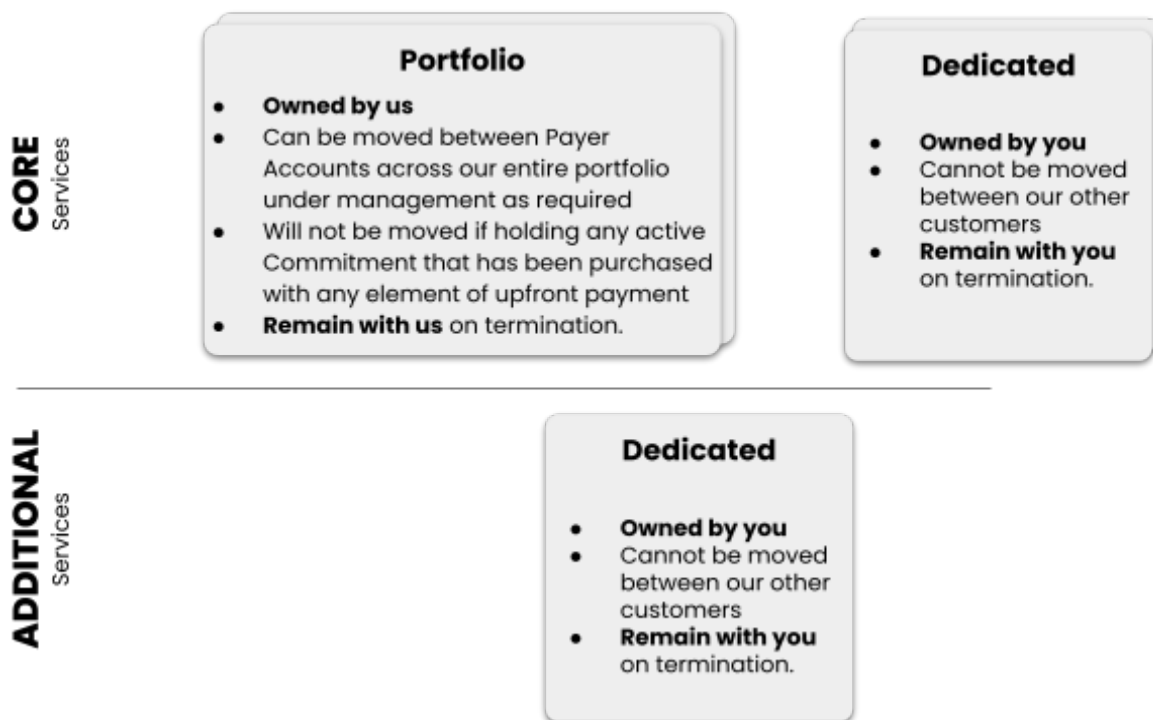 CORE
Services
Portfolio
● Owned by us
● Can be moved between Payer
Accounts across our entire portfolio
under management as required
● Will not be moved if holding any active
Commitment that has been purchased
with any element of upfront payment
● Remain with us on termination.
Dedicated
● Owned by you
● Cannot be moved
between our other
customers
● Remain with you
on termination.
ADDITIONAL
Services
Dedicated
● Owned by you
● Cannot be moved
between our other
customers
● Remain with you
on termination.